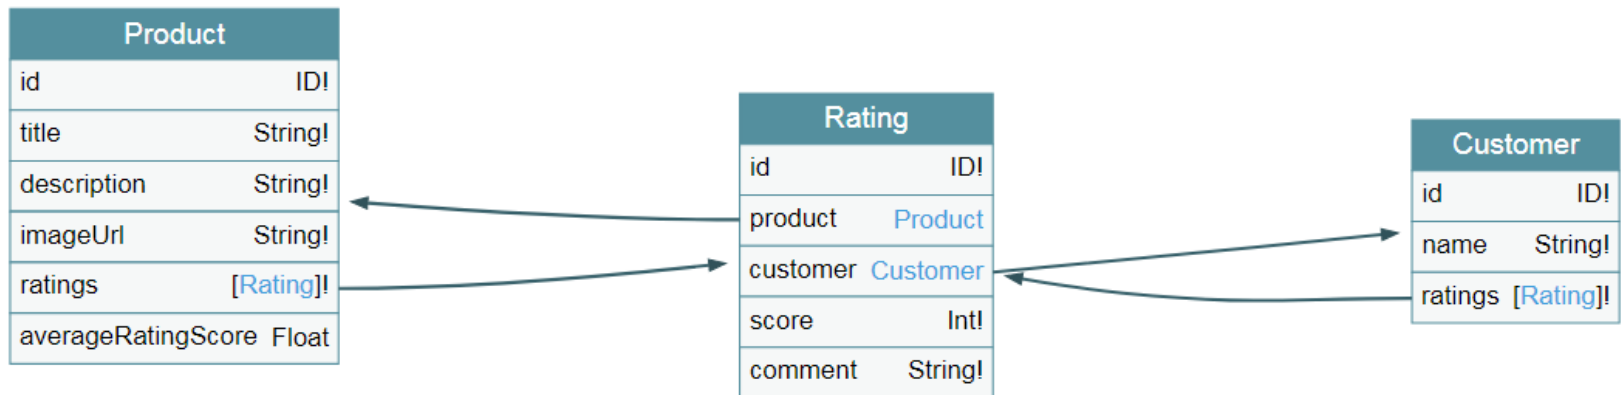 Product
id ID!
title String!
description String!
imageUrl String!
ratings [Rating]!
averageRatingScore Float
Rating
id ID!
product Product
customer Customer
score Int!
comment String!
Customer
id ID!
name String!
ratings [Rating]!